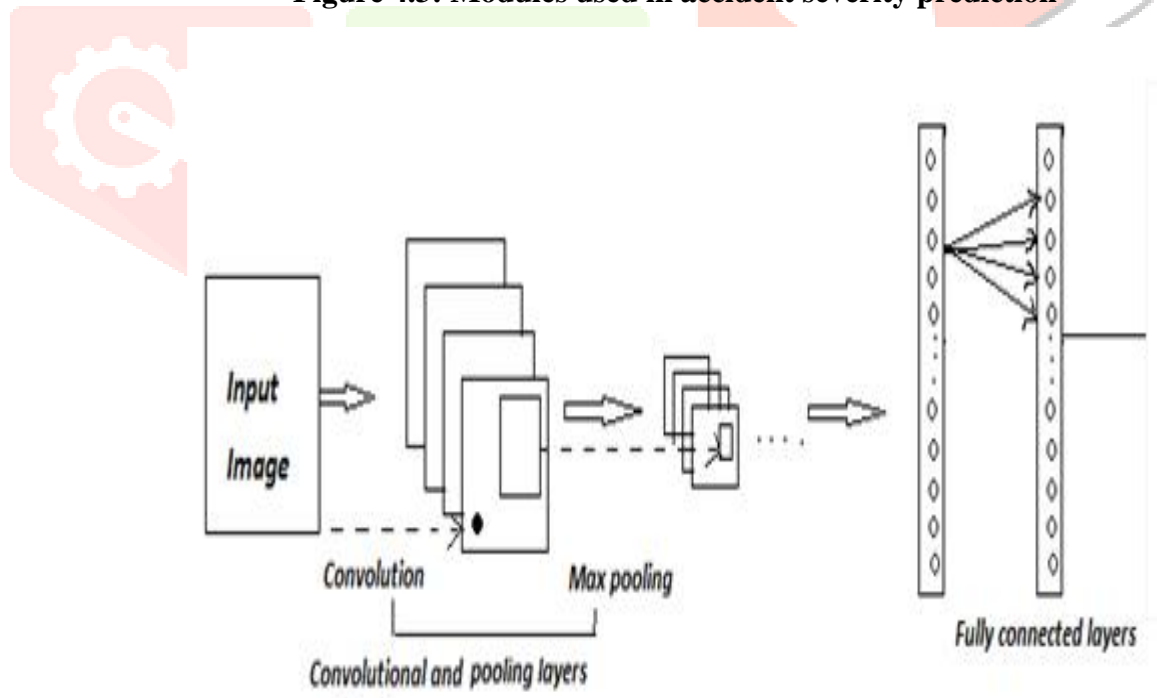 Figure 4.3: Modules used in accident severity prediction
Input
Image
Convolution
Max pooling
Convolutional and pooling layers
Fully connected layers